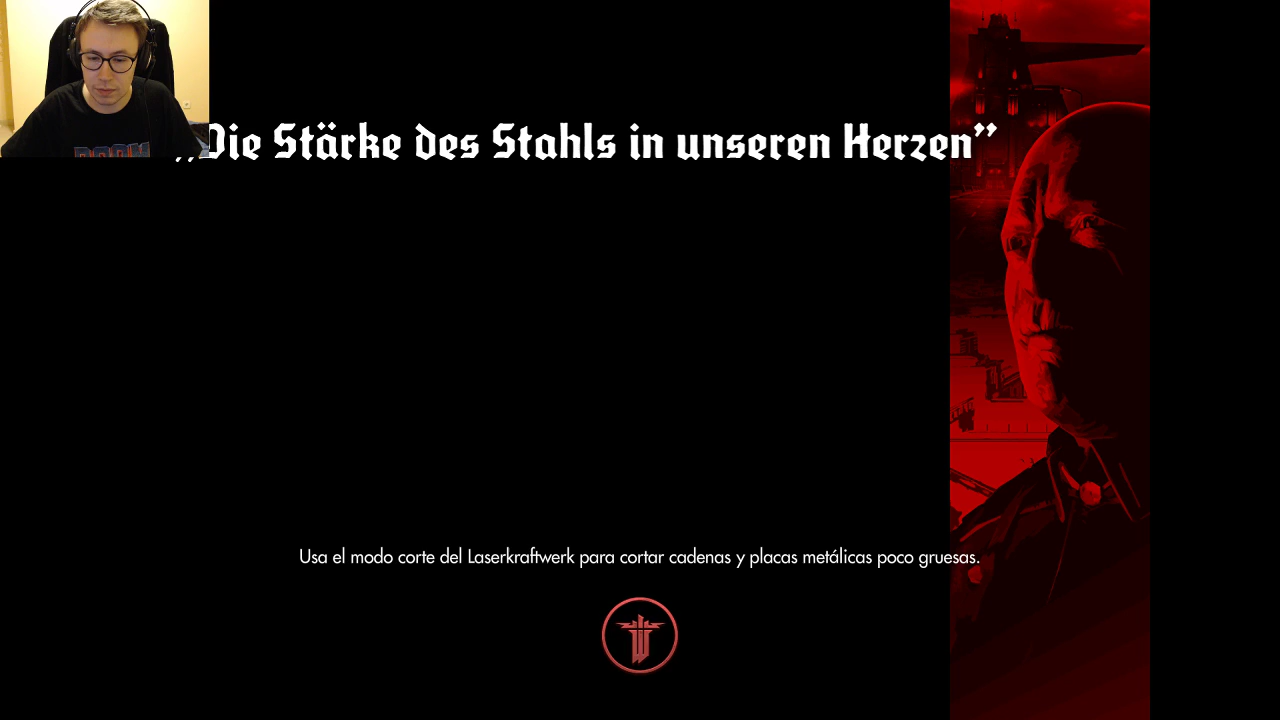 „Die Stärke des Stahls in unseren Herzen”
DOOM
Usa el modo corte del Laserkraftwerk para cortar cadenas y placas metálicas poco gruesas.